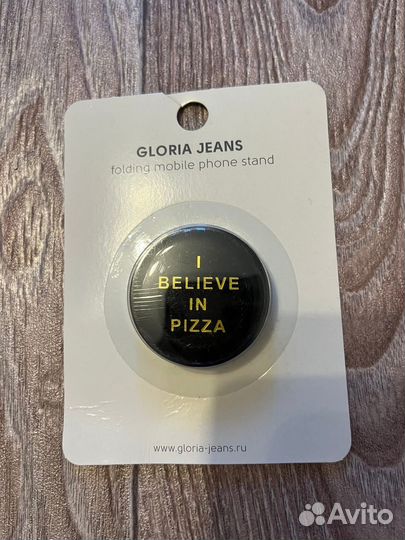 GLORIA JEANS
folding mobile phone stand
I
BELIEVE
IN
PIZZA
www.gloria-jeans.ru
Avito